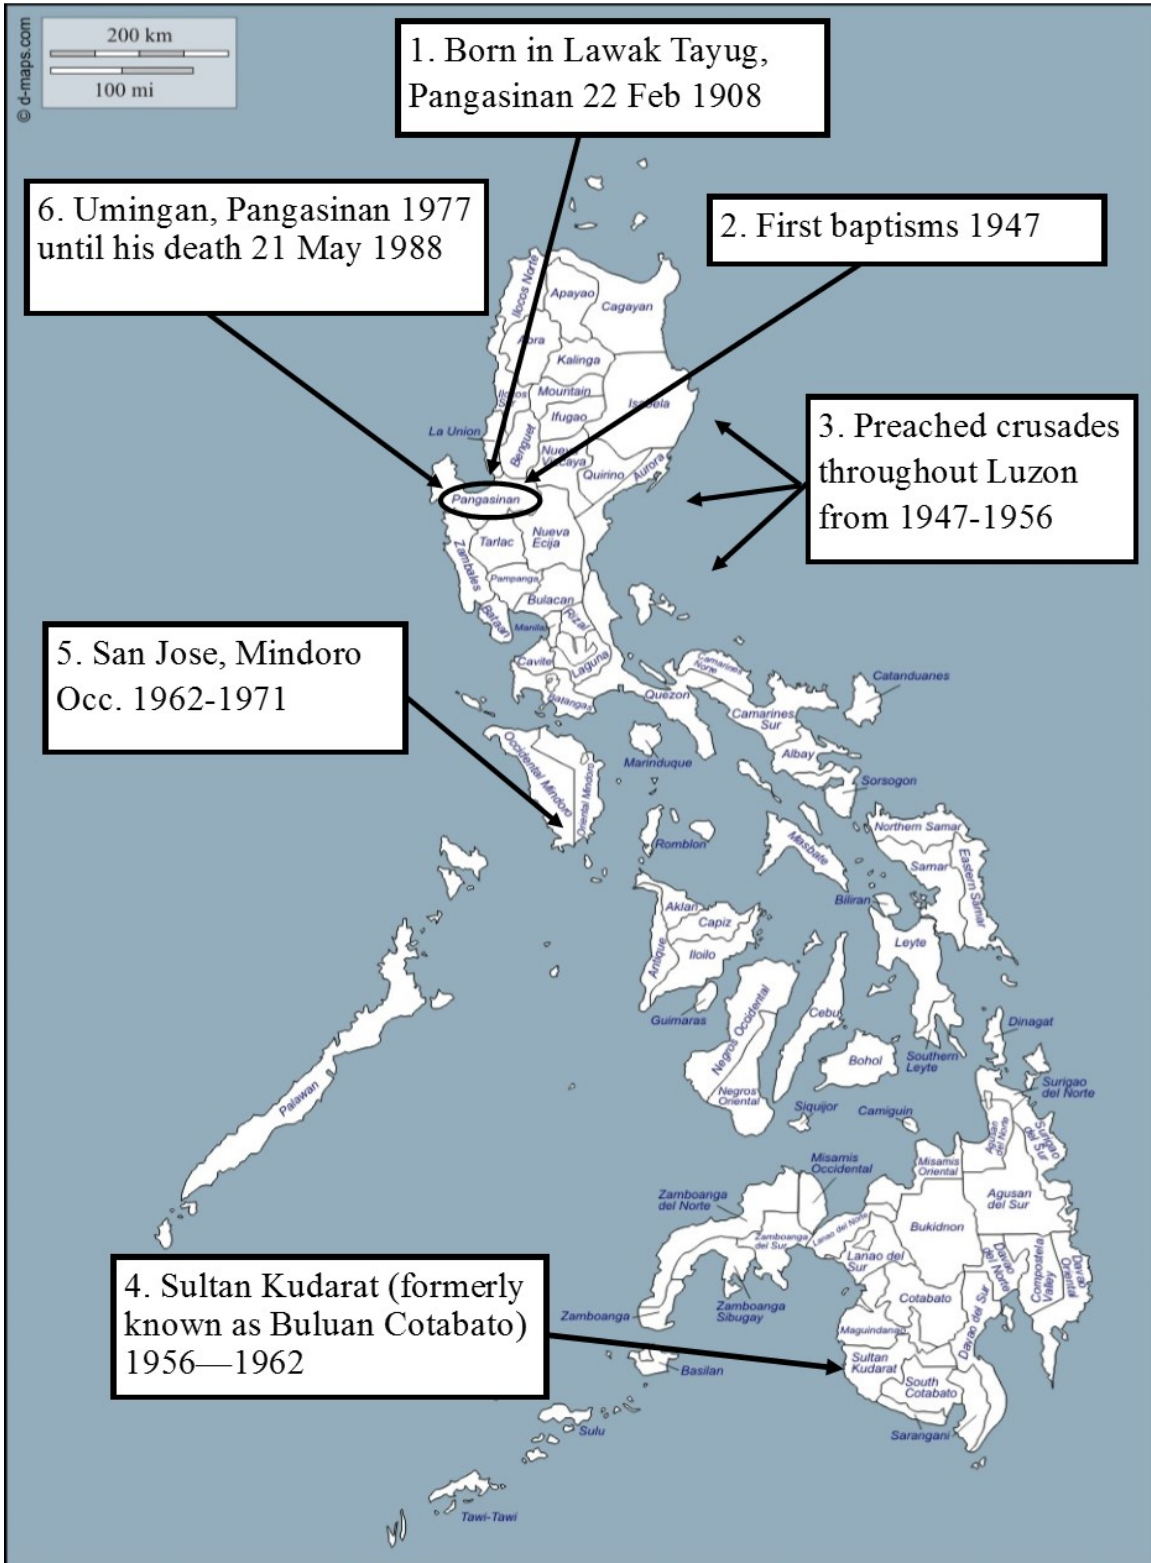 © d-maps.com
200 km
100 mi
1. Born in Lawak Tayug,
Pangasinan 22 Feb 1908
6. Umingan, Pangasinan 1977
until his death 21 May 1988
2. First baptisms 1947
3. Preached crusades
throughout Luzon
from 1947-1956
5. San Jose, Mindoro
Occ. 1962-1971
4. Sultan Kudarat (formerly
known as Buluan Cotabato)
1956—1962
Ilocos Norte
Apayao
Cagayan
Abra
Kalinga
Ilocos
Sur
Mountain
Isabela
Ifugao
La Union
Benguet
Nueva
Vizcaya
Quirino
Aurora
Pangasinan
Nueva
Ecija
Tarlac
Zambales
Pampanga
Bulacan
Bataan
Manila
Rizal
Cavite
Laguna
Batangas
Quezon
Camarines
Norte
Catanduanes
Camarines
Sur
Albay
Marinduque
Sorsogon
Occidental Mindoro
Oriental Mindoro
Romblon
Masbate
Northern Samar
Samar
Eastern Samar
Biliran
Leyte
Aklan
Capiz
Antique
Iloilo
Guimaras
Negros Occidental
Cebu
Bohol
Southern
Leyte
Dinagat
Negros
Oriental
Siquijor
Camiguin
Surigao
del Norte
Palawan
Agusan
del Norte
Surigao
del Sur
Misamis
Occidental
Misamis
Oriental
Zamboanga
del Norte
Agusan
del Sur
Bukidnon
Zamboanga
del Sur
Lanao del Norte
Lanao del
Sur
Davao
del Norte
Compostela
Valley
Davao
Oriental
Zamboanga
Zamboanga
Sibugay
Cotabato
Davao del Sur
Maguindanao
Basilan
Sultan
Kudarat
South
Cotabato
Sarangani
Sulu
Tawi-Tawi